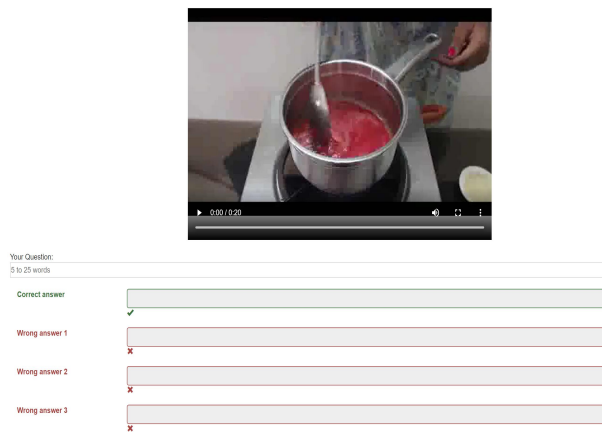 0:00 / 0:20
Your Question:
5 to 25 words
Correct answer
Wrong answer 1
Wrong answer 2
Wrong answer 3